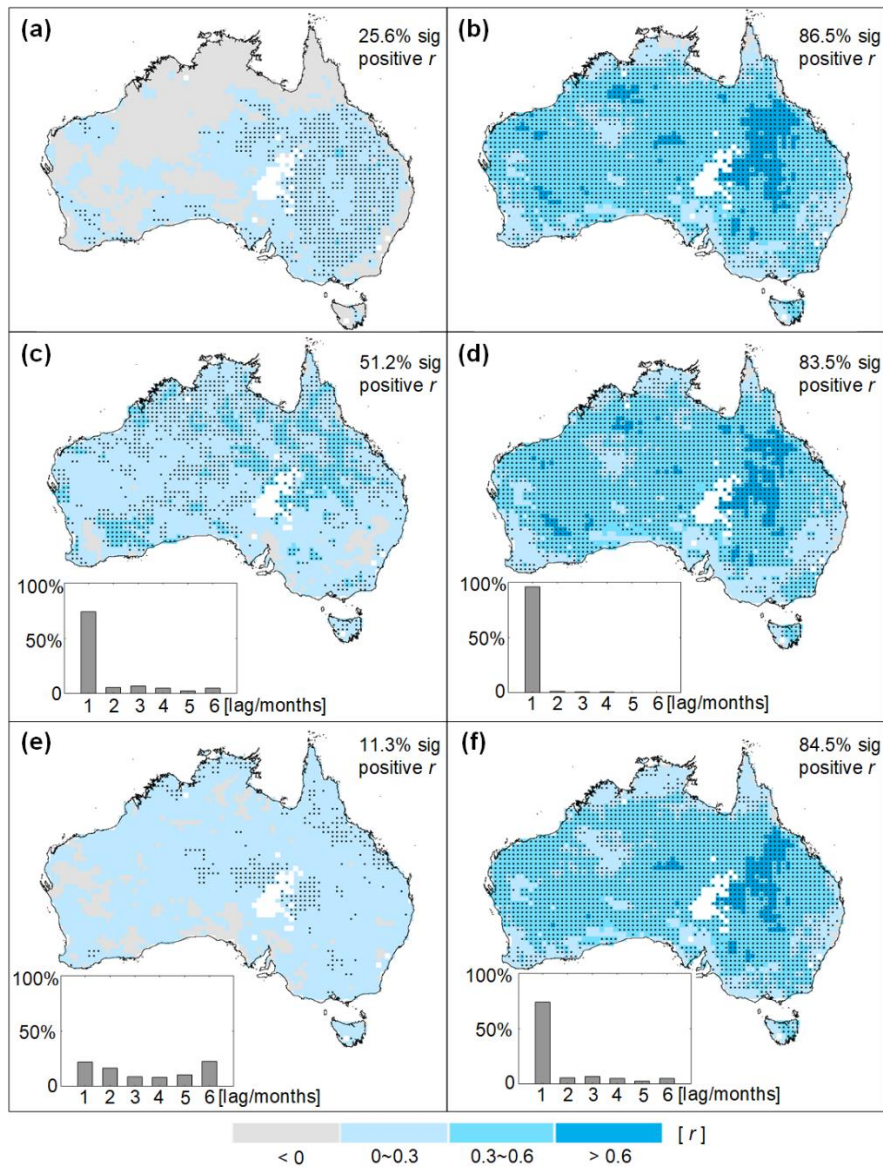 (a)
25.6% sig
positive r
(b)
86.5% sig
positive r
(c)
51.2% sig
positive r
100%
50%
0
1 2 3 4 5 6 [lag/months]
(d)
83.5% sig
positive r
100%
50%
0
1 2 3 4 5 6 [lag/months]
(e)
11.3% sig
positive r
100%
50%
0
1 2 3 4 5 6 [lag/months]
(f)
84.5% sig
positive r
100%
50%
0
1 2 3 4 5 6 [lag/months]
[ r ]
< 0 0~0.3 0.3~0.6 > 0.6